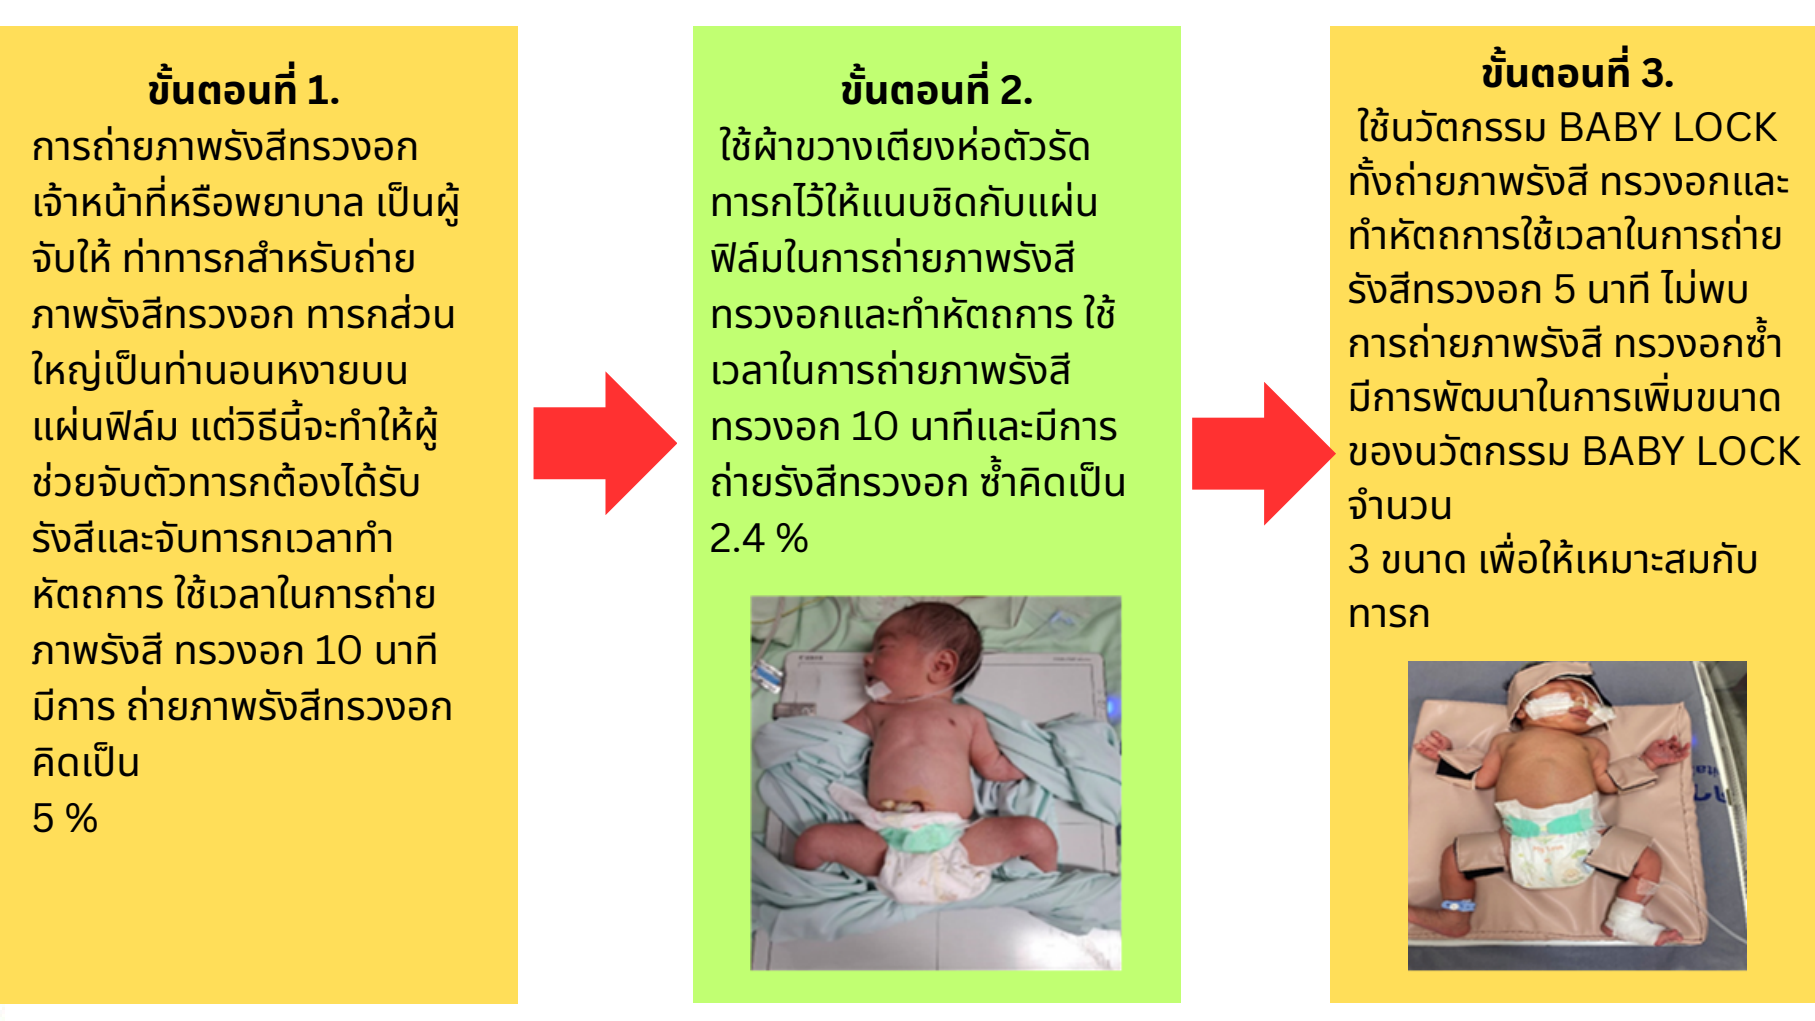 ขั้นตอนที่ 1.
การถ่ายภาพรังสีทรวงอก
เจ้าหน้าที่หรือพยาบาล เป็นผู้
จับให้ ท่าทารกสำหรับถ่าย
ภาพรังสีทรวงอก ทารกส่วน
ใหญ่เป็นท่านอนหงายบน
แผ่นฟิล์ม แต่วิธีนี้จะทำให้ผู้
ช่วยจับตัวทารกต้องได้รับ
รังสีและจับทารกเวลาทำ
หัตถการ ใช้เวลาในการถ่าย
ภาพรังสี ทรวงอก 10 นาที
มีการ ถ่ายภาพรังสีทรวงอก
คิดเป็น
5 %
ขั้นตอนที่ 2.
ใช้ผ้าขวางเตียงห่อตัวรัด
ทารกไว้ให้แนบชิดกับแผ่น
ฟิล์มในการถ่ายภาพรังสี
ทรวงอกและทำหัตถการ ใช้
เวลาในการถ่ายภาพรังสี
ทรวงอก 10 นาทีและมีการ
ถ่ายรังสีทรวงอก ซ้ำคิดเป็น
2.4 %
ขั้นตอนที่ 3.
ใช้นวัตกรรม BABY LOCK
ทั้งถ่ายภาพรังสี ทรวงอกและ
ทำหัตถการใช้เวลาในการถ่าย
รังสีทรวงอก 5 นาที ไม่พบ
การถ่ายภาพรังสี ทรวงอกซ้ำ
มีการพัฒนาในการเพิ่มขนาด
ของนวัตกรรม BABY LOCK
จำนวน
3 ขนาด เพื่อให้เหมาะสมกับ
ทารก